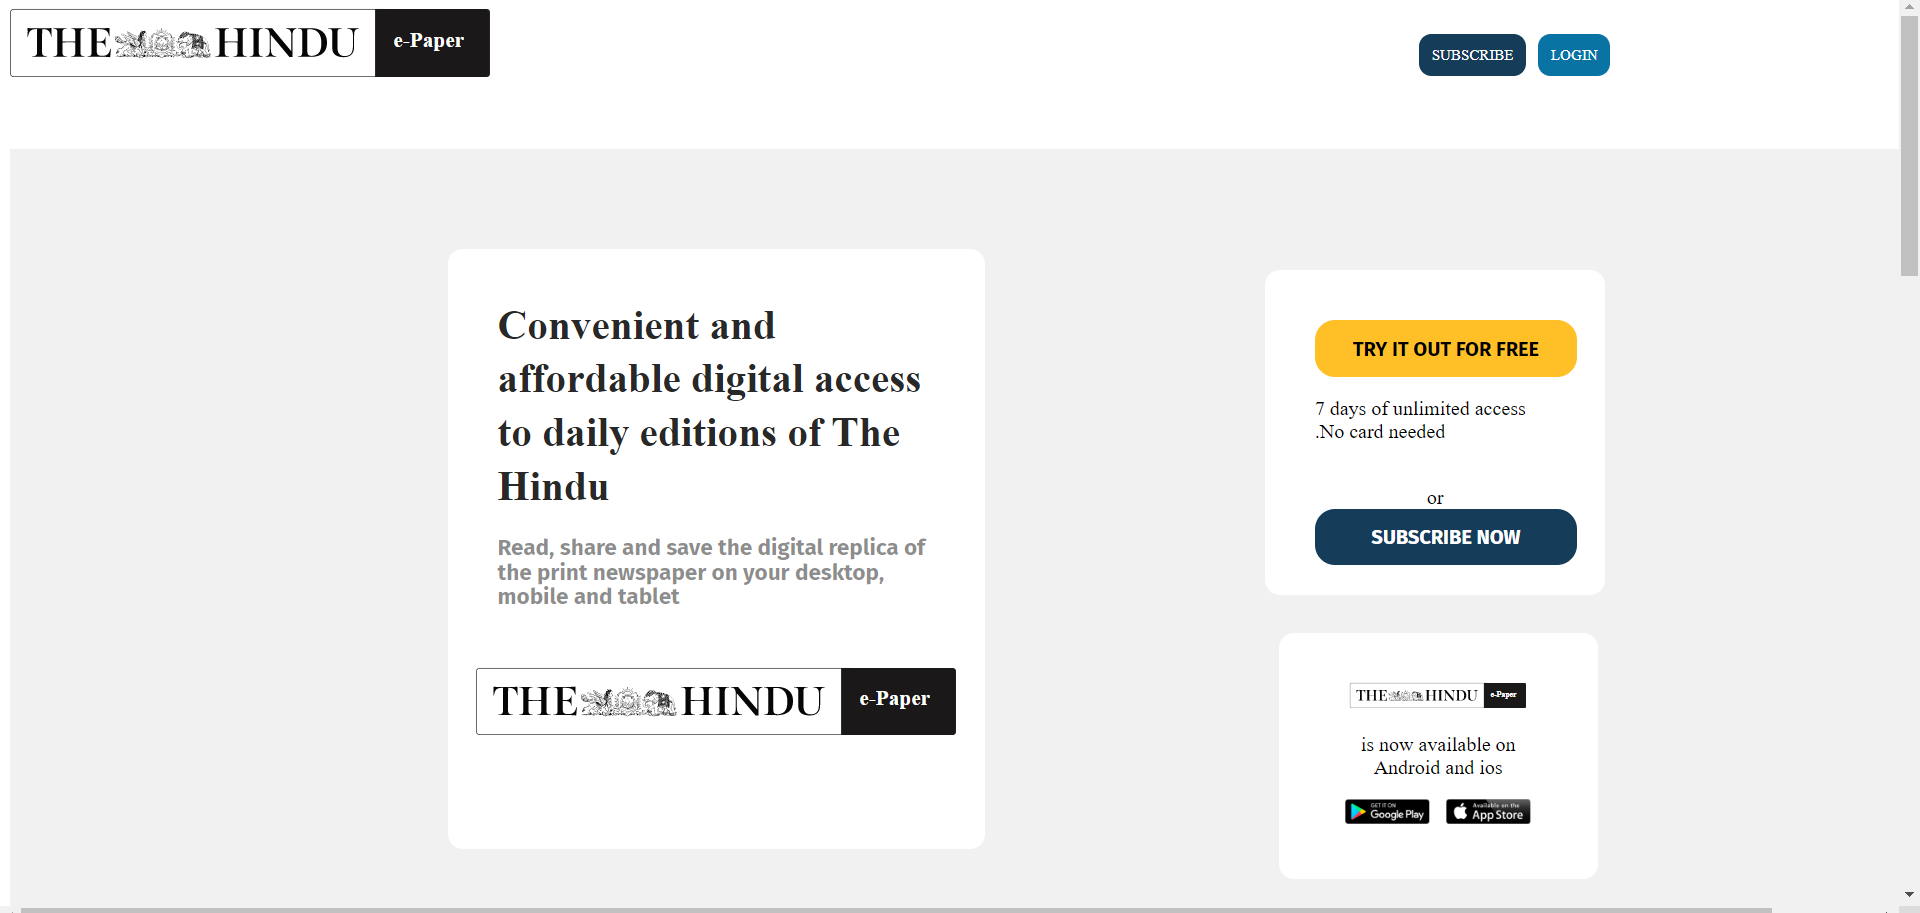 THE HINDU e-Paper
SUBSCRIBE
LOGIN
Convenient and
affordable digital access
to daily editions of The
Hindu
Read, share and save the digital replica of
the print newspaper on your desktop,
mobile and tablet
THE HINDU e-Paper
TRY IT OUT FOR FREE
7 days of unlimited access
.No card needed
or
SUBSCRIBE NOW
THE HINDU e-Paper
is now available on
Android and ios
GET IT ON
Google Play
Available on the
App Store